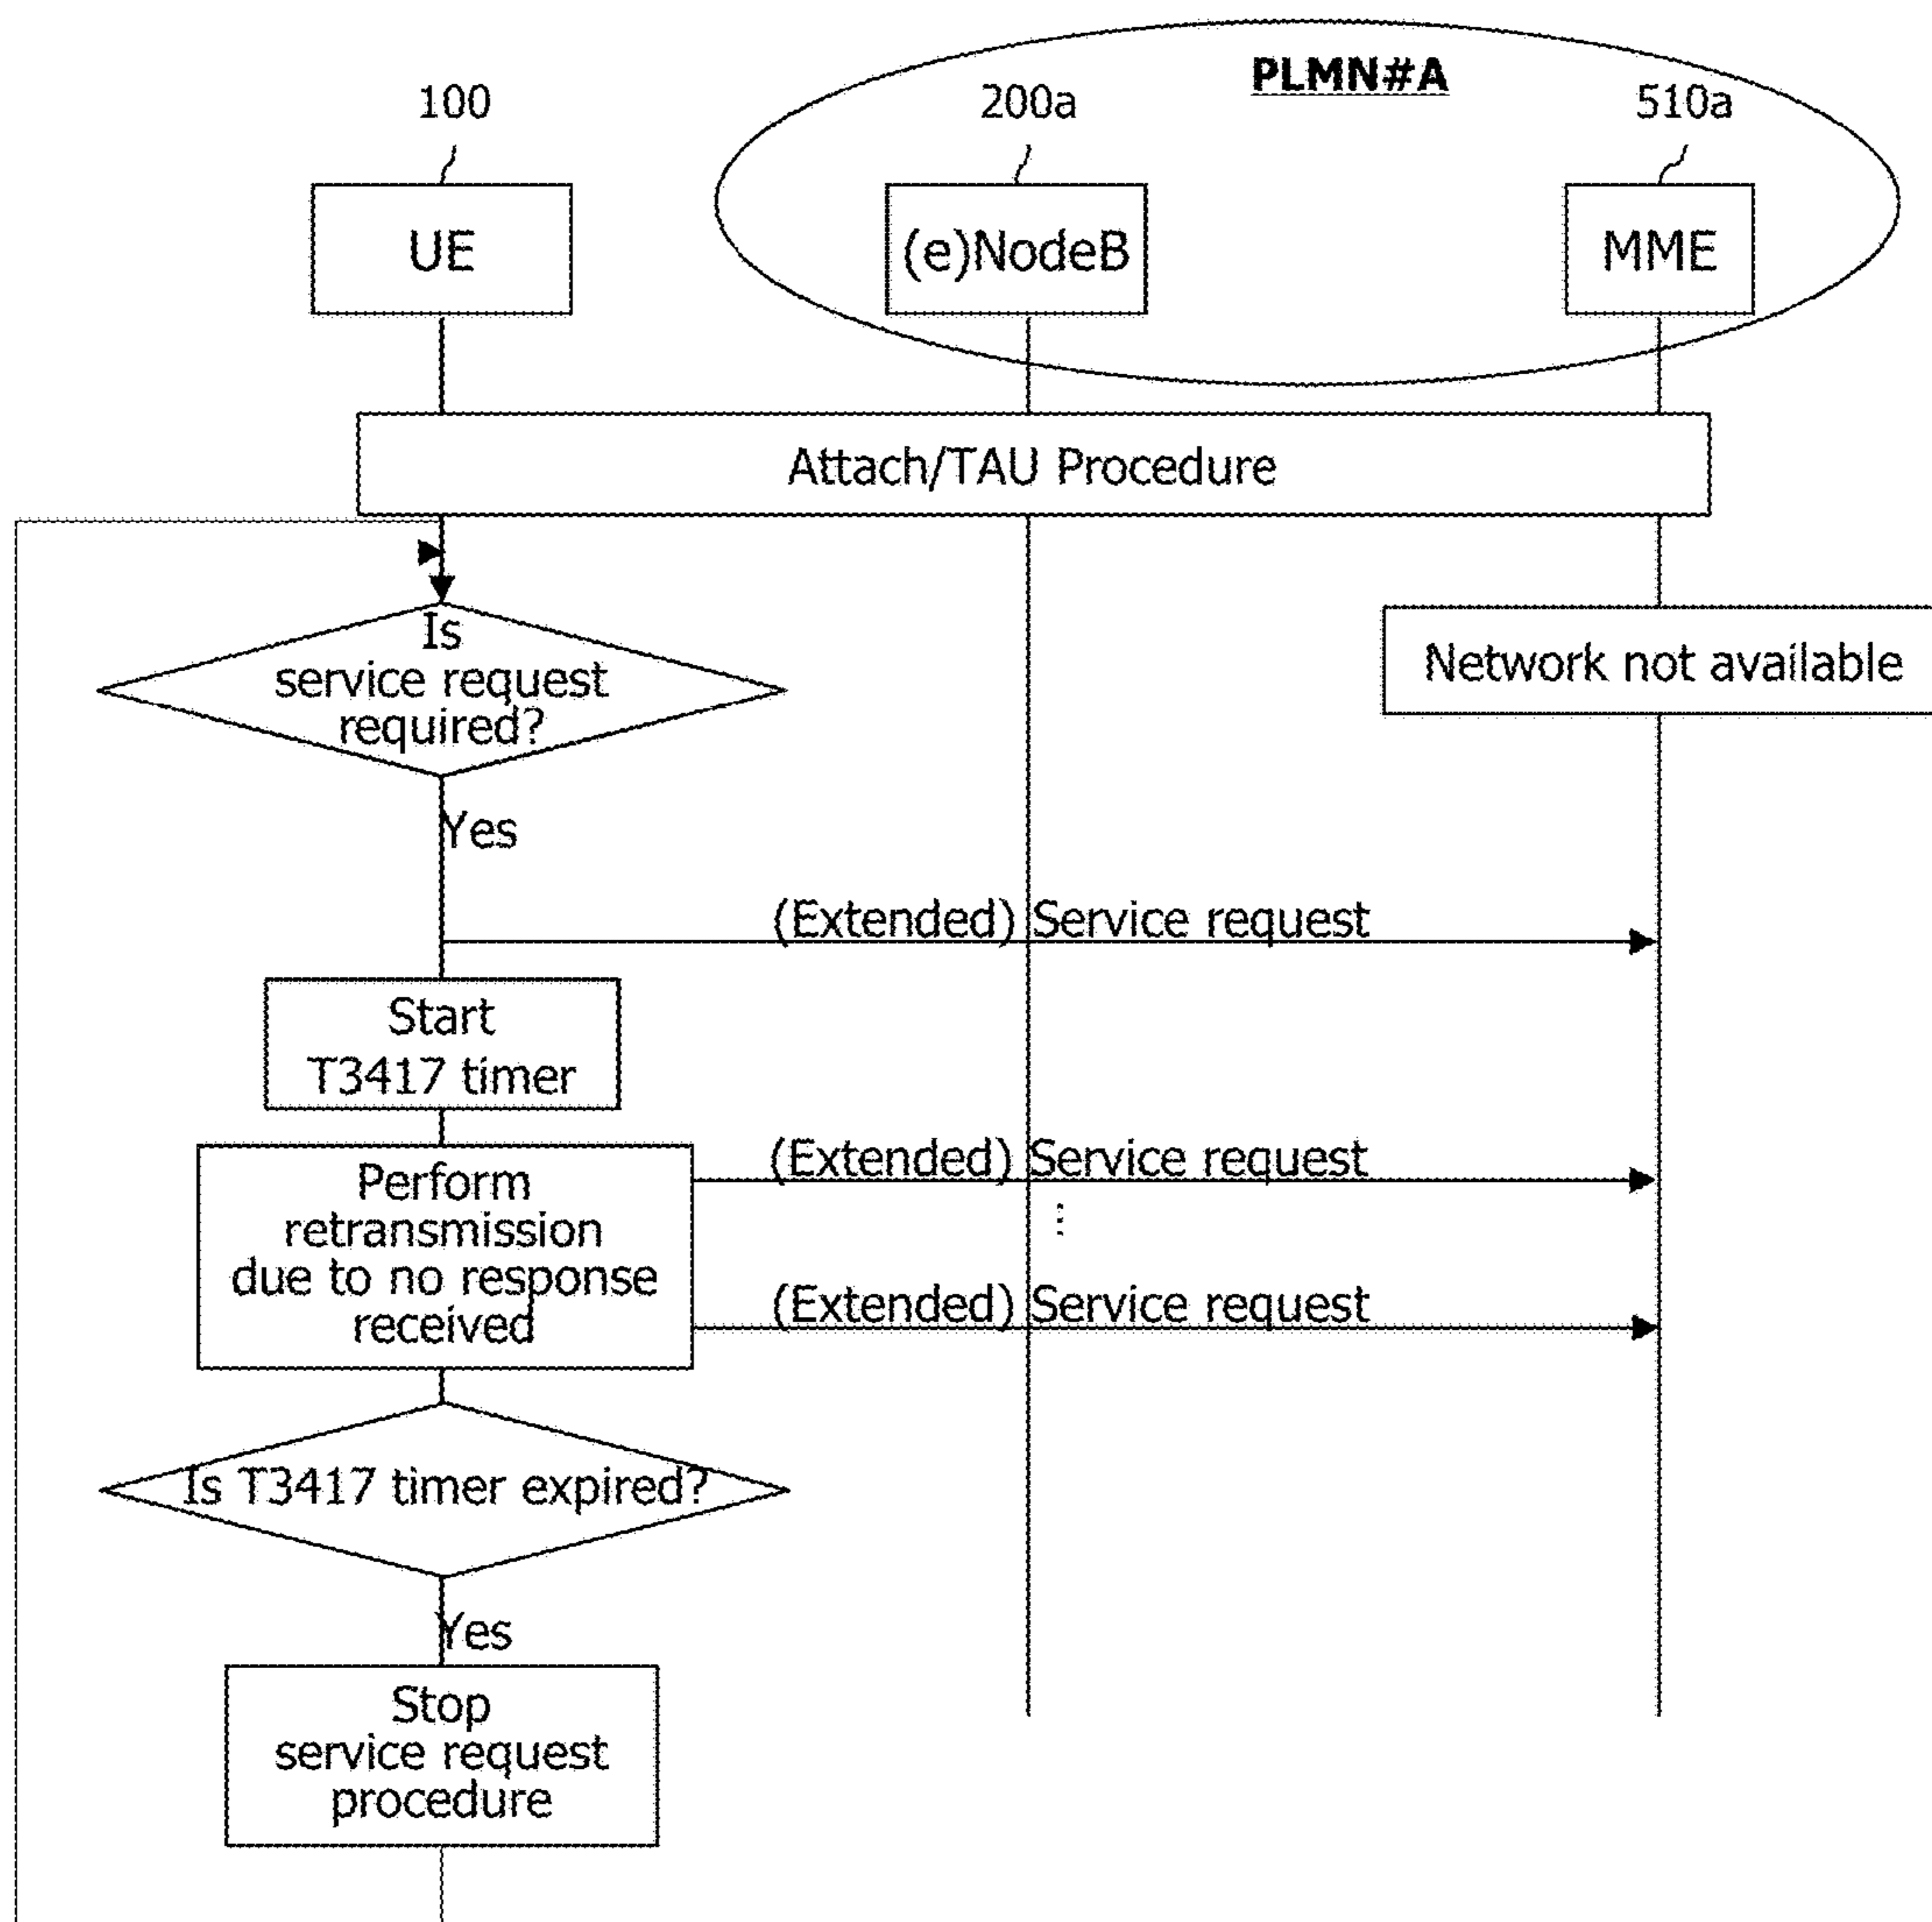 PLMN#A
100
200a
510a
UE
(e)NodeB
MME
Attach/TAU Procedure
Is
service request
required?
Network not available
Yes
(Extended) Service request
Start
T3417 timer
(Extended) Service request
Perform
retransmission
due to no response
received
...
(Extended) Service request
Is T3417 timer expired?
Yes
Stop
service request
procedure